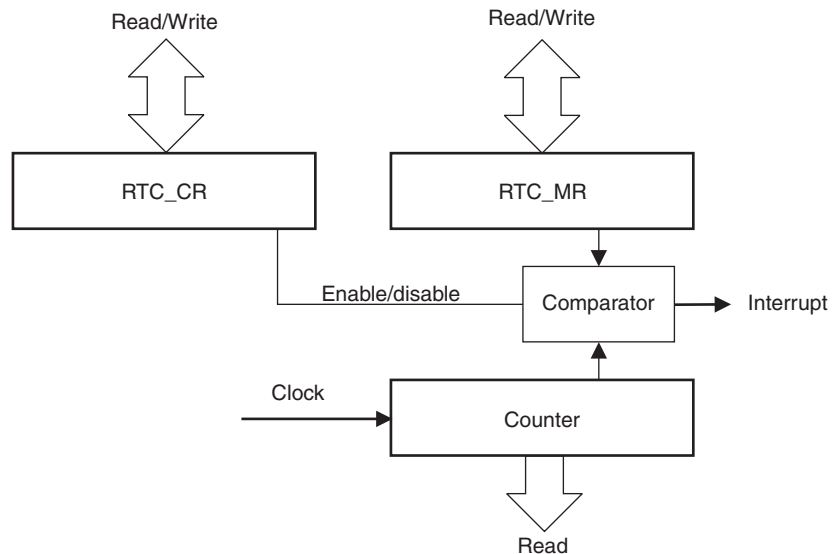 Read/Write
Read/Write
RTC_CR
RTC_MR
Enable/disable
Comparator
Interrupt
Clock
Counter
Read